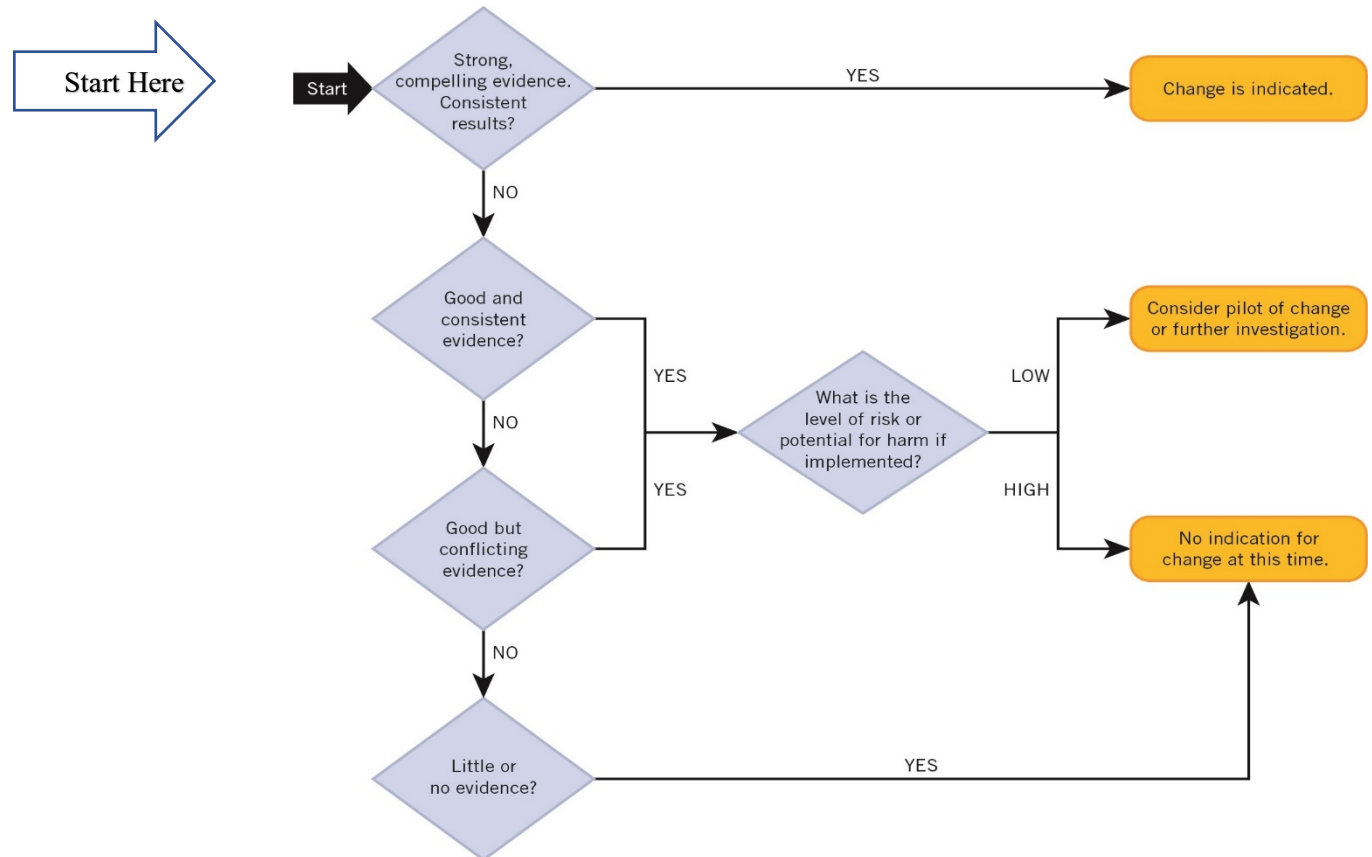 Start Here
Start
Strong,
compelling evidence.
Consistent
results?
YES
Change is indicated.
NO
Good and
consistent
evidence?
YES
What is the
level of risk or
potential for harm if
implemented?
LOW
Consider pilot of change
or further investigation.
NO
Good but
conflicting
evidence?
YES
HIGH
No indication for
change at this time.
NO
Little or
no evidence?
YES